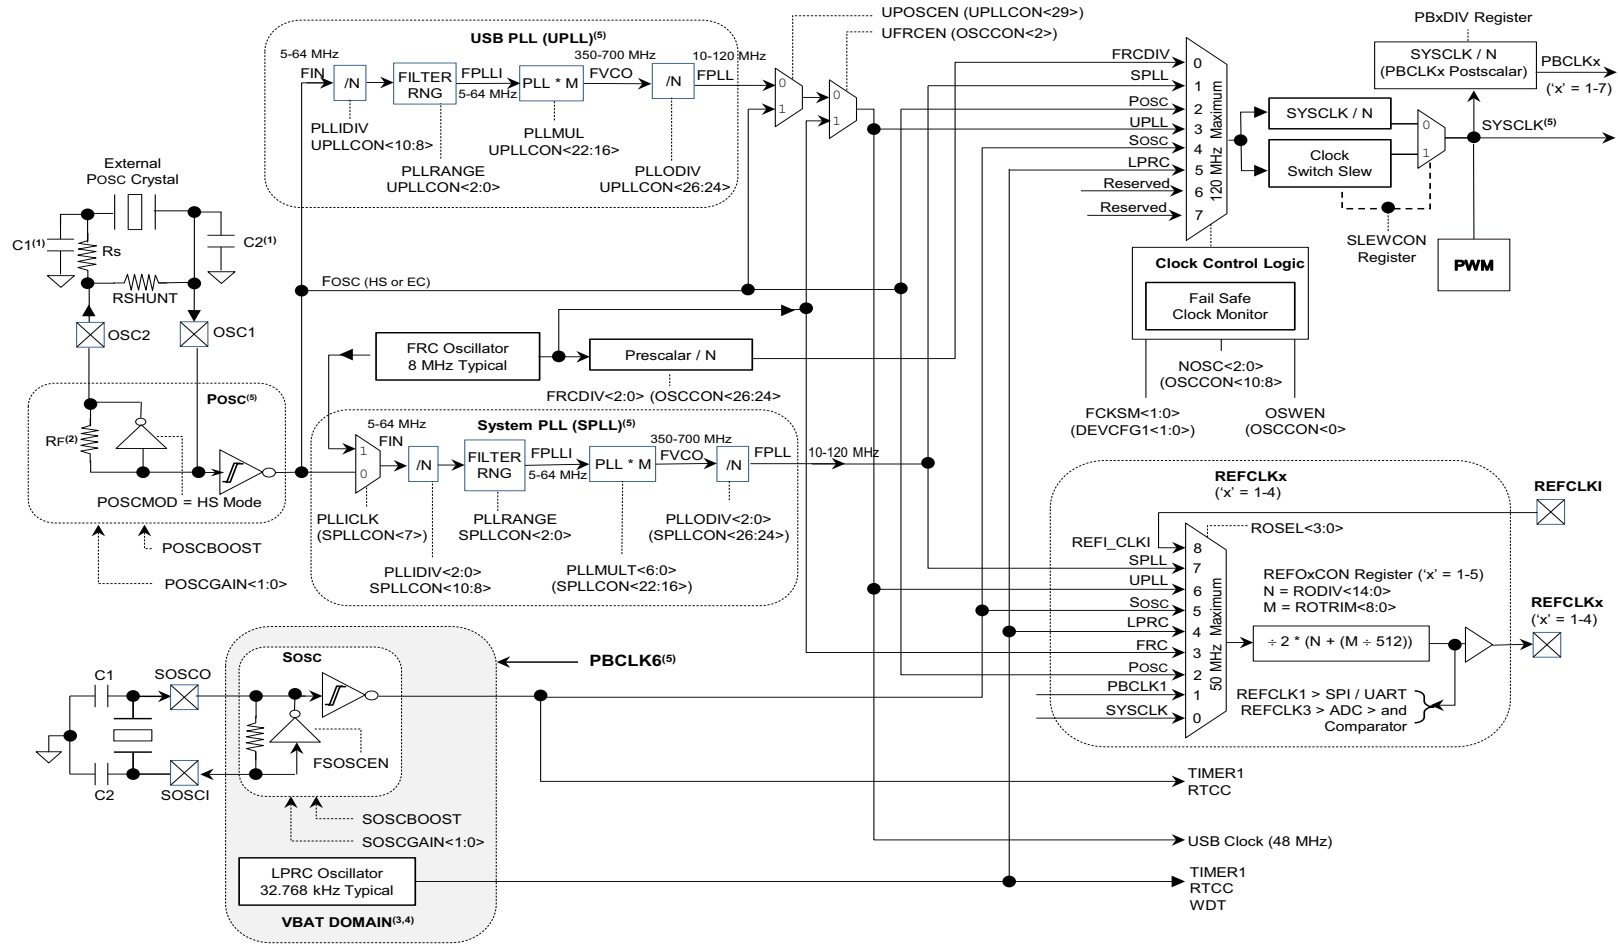 UPOSCEN (UPLLCON<29>)
UFRCEN (OSCCON<2>)
PBxDIV Register
USB PLL (UPLL)(5)
5-64 MHz
350-700 MHz
10-120 MHz
FIN
/N
FILTER
RNG
FPLLI
5-64 MHz
PLL * M
FVCO
/N
FPLL
0
1
0
1
PLLIDIV
UPLLCON<10:8>
PLLMUL
UPLLCON<22:16>
PLLRANGE
UPLLCON<2:0>
PLLODIV
UPLLCON<26:24>
FRCDIV
SPLL
POSC
UPLL
SOSC
LPRC
Reserved
Reserved
0
1
2
3
4
5
6
7
120 MHz Maximum
SYSCLK / N
Clock
Switch Slew
0
1
SYSCLK / N
(PBCLKx Postscalar)
PBCLKx
('x' = 1-7)
SYSCLK(5)
SLEWCON
Register
PWM
External
POSC Crystal
C1(1)
C2(1)
Rs
RSHUNT
OSC2
OSC1
FOSC (HS or EC)
Clock Control Logic
Fail Safe
Clock Monitor
NOSC<2:0>
(OSCCON<10:8>
FCKSM<1:0>
(DEVCFG1<1:0>)
OSWEN
(OSCCON<0>
FRC Oscillator
8 MHz Typical
Prescalar / N
FRCDIV<2:0> (OSCCON<26:24>
POSC(5)
RF(2)
POSCMOD = HS Mode
POSCBOOST
POSCGAIN<1:0>
System PLL (SPLL)(5)
5-64 MHz
FIN
1
0
/N
FILTER
RNG
FPLLI
5-64 MHz
PLL * M
350-700 MHz
FVCO
/N
FPLL
10-120 MHz
PLLICLK
(SPLLCON<7>)
PLLRANGE
SPLLCON<2:0>
PLLODIV<2:0>
(SPLLCON<26:24>)
PLLIDIV<2:0>
SPLLCON<10:8>
PLLMULT<6:0>
(SPLLCON<22:16>)
REFCLKx
('x' = 1-4)
REFCLKI
ROSEL<3:0>
REFI_CLKI
SPLL
UPLL
SOSC
LPRC
FRC
POSC
PBCLK1
SYSCLK
8
7
6
5
4
3
2
1
0
50 MHz Maximum
REFOxCON Register ('x' = 1-5)
N = RODIV<14:0>
M = ROTRIM<8:0>
÷ 2 * (N + (M ÷ 512))
REFCLKx
('x' = 1-4)
REFCLK1 > SPI / UART
REFCLK3 > ADC > and
Comparator
C1
SOSCO
SOSC
PBCLK6(5)
FSOSCEN
C2
SOSCI
SOSCBOOST
SOSCGAIN<1:0>
TIMER1
RTCC
USB Clock (48 MHz)
LPRC Oscillator
32.768 kHz Typical
TIMER1
RTCC
WDT
VBAT DOMAIN(3,4)